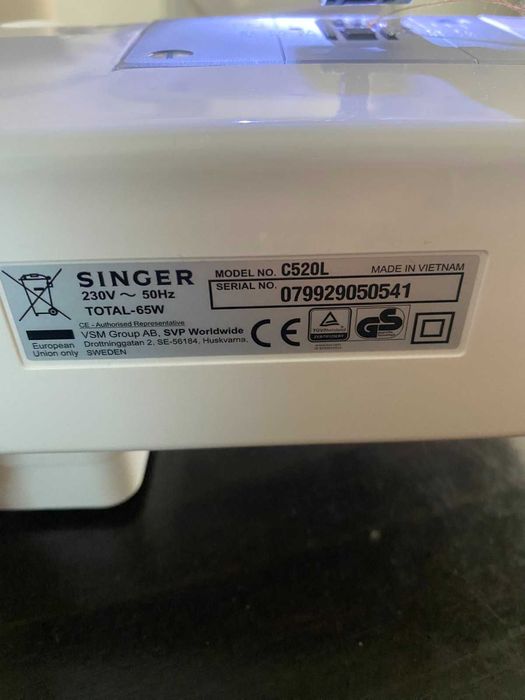 SINGER
230V ~ 50Hz
TOTAL-65W
MODEL NO. C520L
MADE IN VIETNAM
SERIAL NO. 079929050541
CE - Authorised Representative
VSM Group AB, SVP Worldwide
Drottninggatan 2, SE-56184, Huskvarna,
SWEDEN
European
Union only
CE
GS